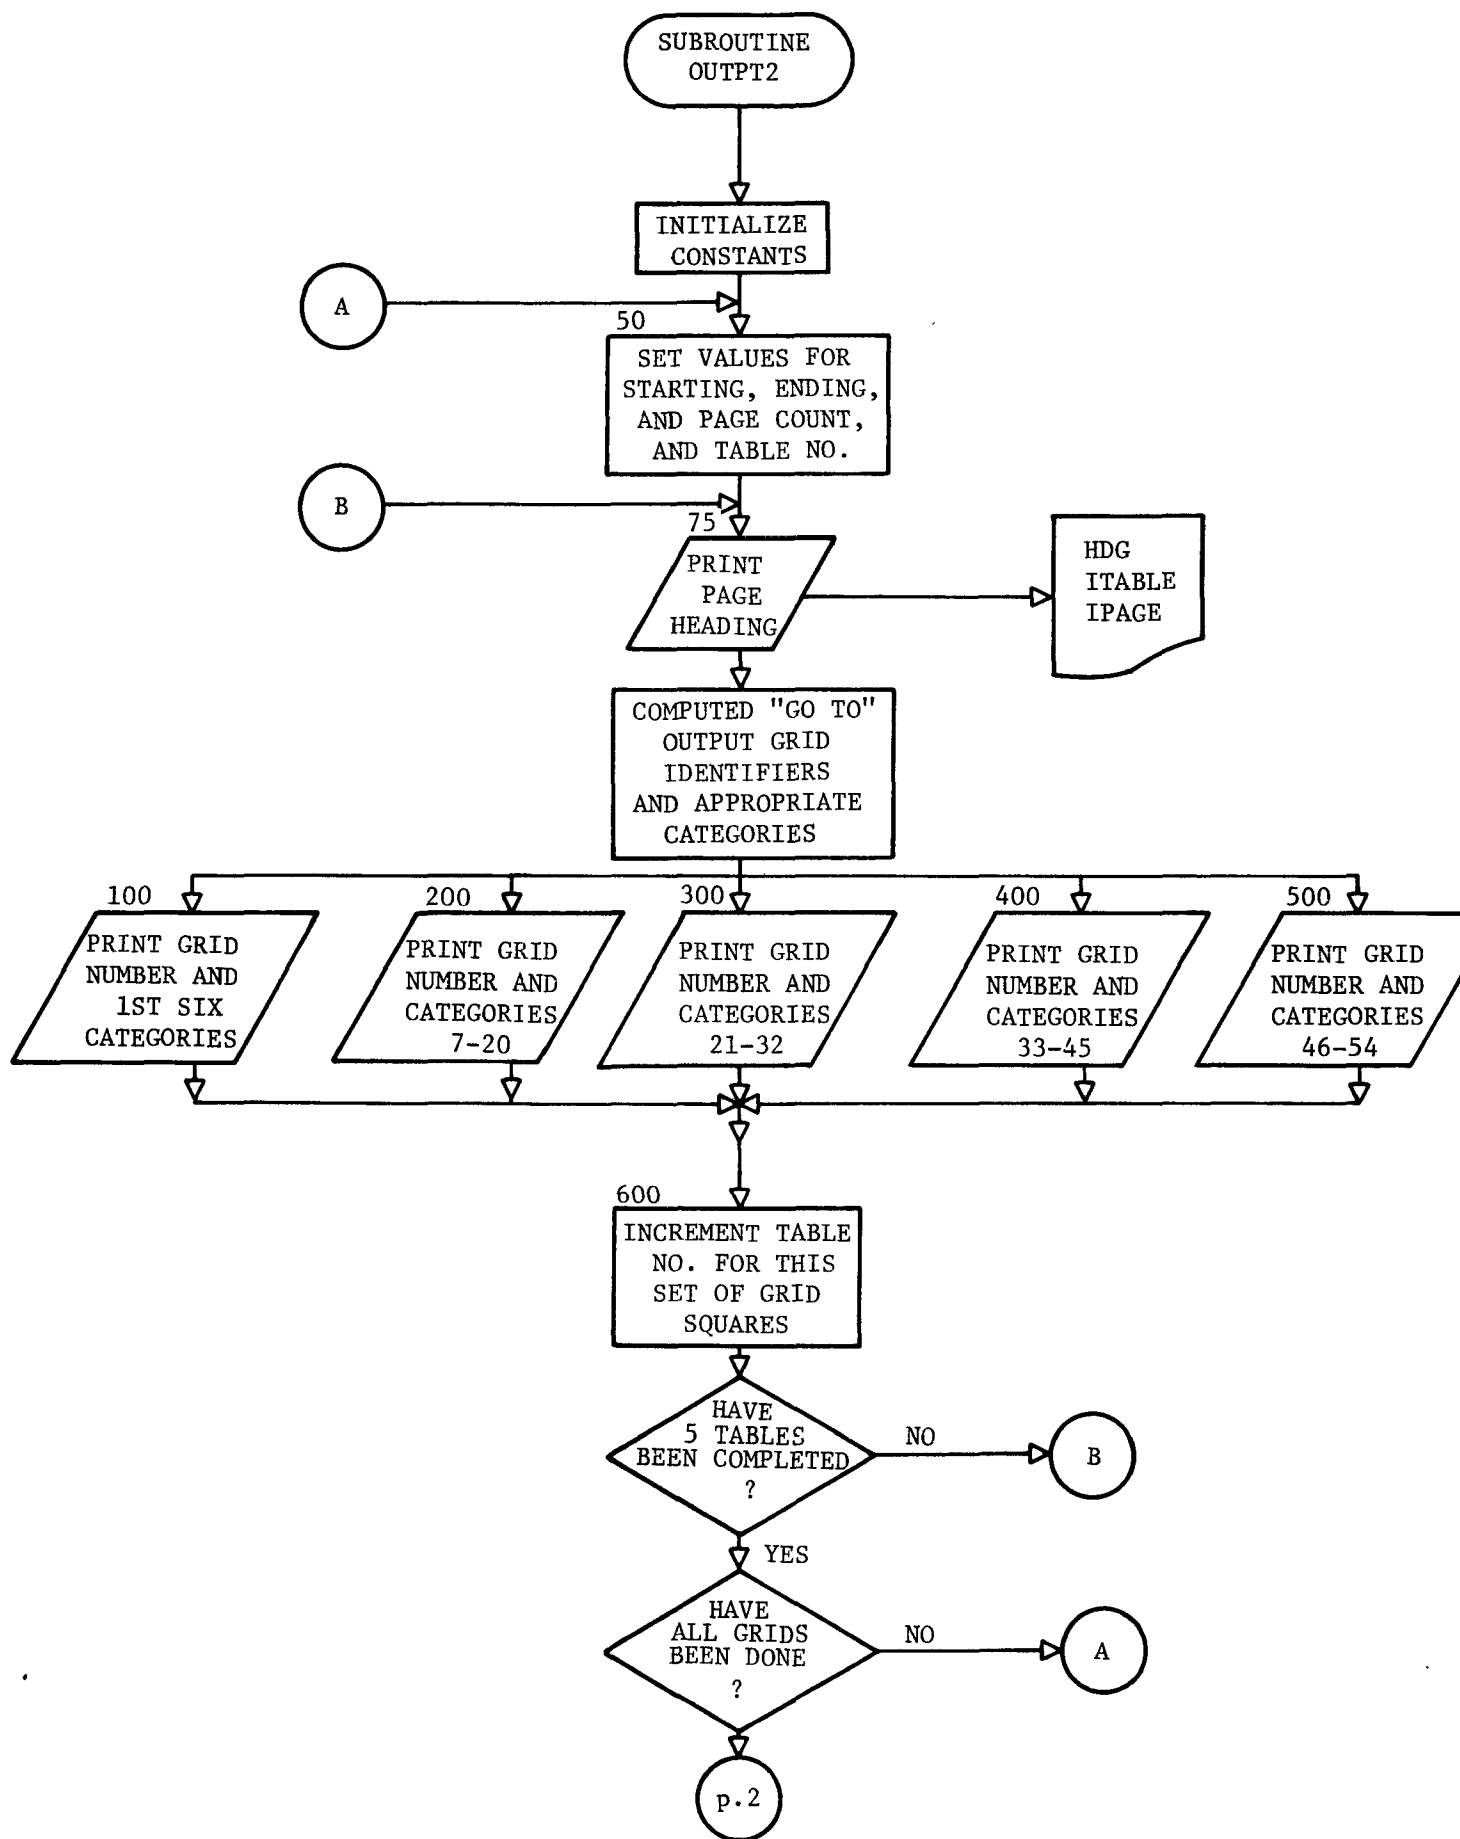 SUBROUTINE
OUTPT2
INITIALIZE
CONSTANTS
A
50
SET VALUES FOR
STARTING, ENDING,
AND PAGE COUNT,
AND TABLE NO.
B
75
PRINT
PAGE
HEADING
HDG
ITABLE
IPAGE
COMPUTED "GO TO"
OUTPUT GRID
IDENTIFIERS
AND APPROPRIATE
CATEGORIES
100
PRINT GRID
NUMBER AND
1ST SIX
CATEGORIES
200
PRINT GRID
NUMBER AND
CATEGORIES
7-20
300
PRINT GRID
NUMBER AND
CATEGORIES
21-32
400
PRINT GRID
NUMBER AND
CATEGORIES
33-45
500
PRINT GRID
NUMBER AND
CATEGORIES
46-54
600
INCREMENT TABLE
NO. FOR THIS
SET OF GRID
SQUARES
HAVE
5 TABLES
BEEN COMPLETED
?
NO
B
YES
HAVE
ALL GRIDS
BEEN DONE
?
NO
A
p.2